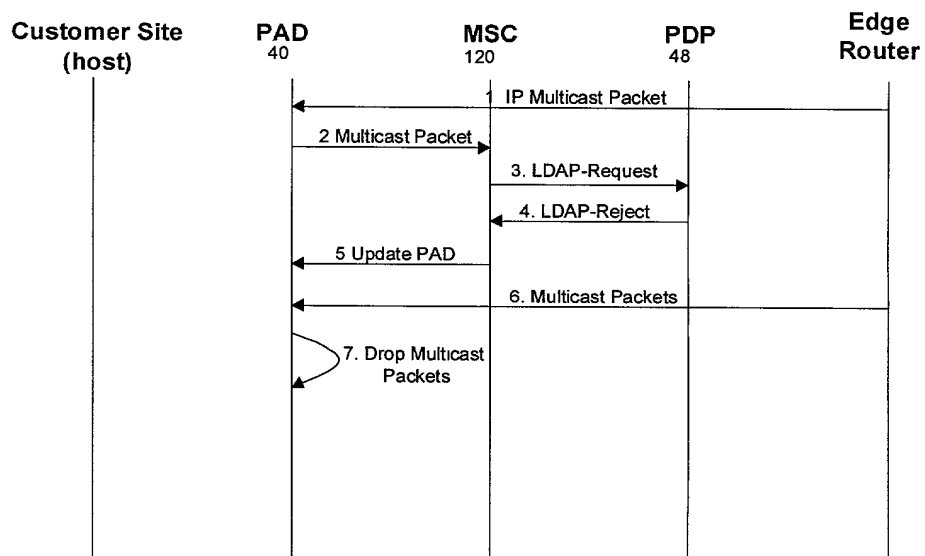 Customer Site
(host)
PAD
40
MSC
120
PDP
48
Edge
Router
1 IP Multicast Packet
2 Multicast Packet
3. LDAP-Request
4. LDAP-Reject
5 Update PAD
6. Multicast Packets
7. Drop Multicast
Packets